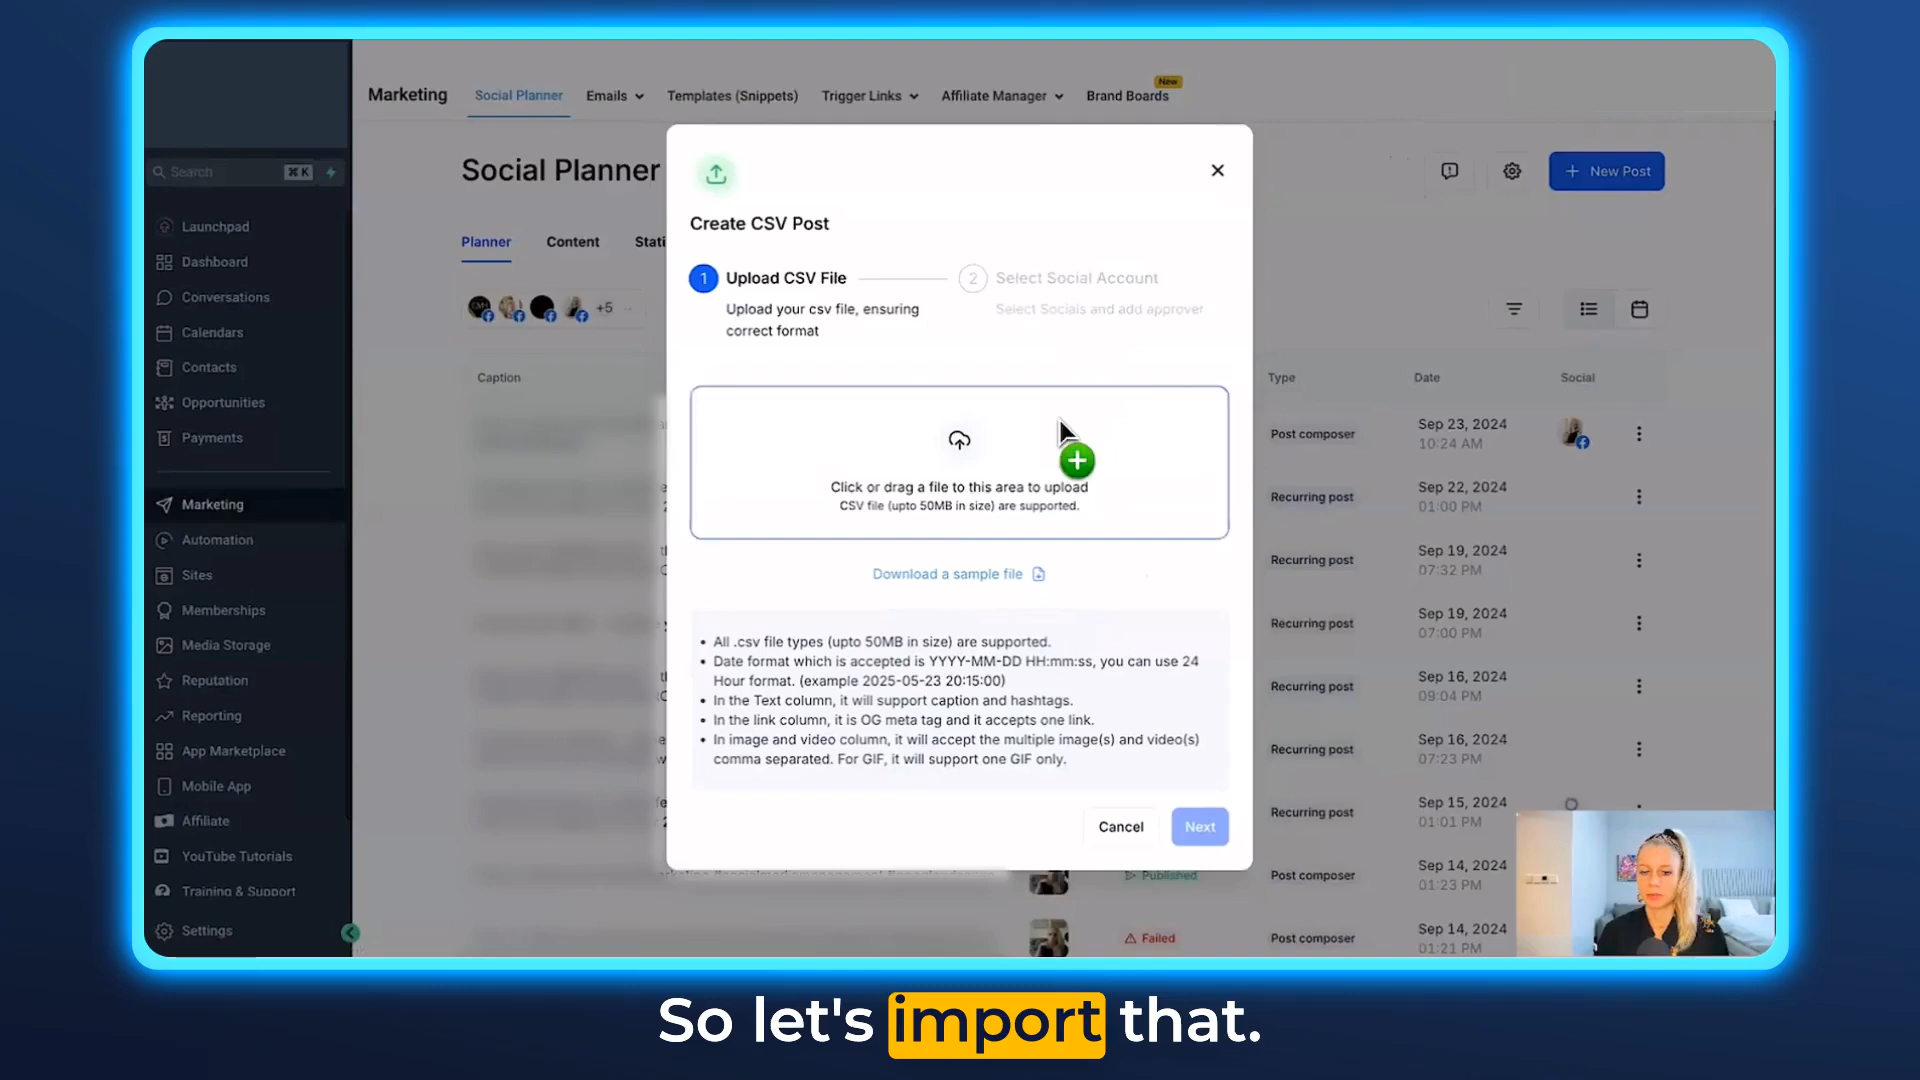 Marketing
Social Planner
Emails
Templates (Snippets)
Trigger Links
Affiliate Manager
Brand Boards
New
Search
⌘ K
Launchpad
Dashboard
Conversations
Calendars
Contacts
Opportunities
Payments
Marketing
Automation
Sites
Memberships
Media Storage
Reputation
Reporting
App Marketplace
Mobile App
Affiliate
YouTube Tutorials
Training & Support
Settings
Social Planner
+ New Post
Planner
Content
Stati
+5
Caption
Type
Date
Social
Create CSV Post
1 Upload CSV File
Upload your csv file, ensuring
correct format
2 Select Social Account
Select Socials and add approver
Click or drag a file to this area to upload
CSV file (upto 50MB in size) are supported.
Download a sample file
• All .csv file types (upto 50MB in size) are supported.
• Date format which is accepted is YYYY-MM-DD HH:mm:ss, you can use 24
Hour format. (example 2025-05-23 20:15:00)
• In the Text column, it will support caption and hashtags.
• In the link column, it is OG meta tag and it accepts one link.
• In image and video column, it will accept the multiple image(s) and video(s)
comma separated. For GIF, it will support one GIF only.
Cancel
Next
Post composer
Sep 23, 2024
10:24 AM
Recurring post
Sep 22, 2024
01:00 PM
Recurring post
Sep 19, 2024
07:32 PM
Recurring post
Sep 19, 2024
07:00 PM
Recurring post
Sep 16, 2024
09:04 PM
Recurring post
Sep 16, 2024
07:23 PM
Recurring post
Sep 15, 2024
01:01 PM
Published
Post composer
Sep 14, 2024
01:23 PM
Failed
Post composer
Sep 14, 2024
01:21 PM
So let's import that.